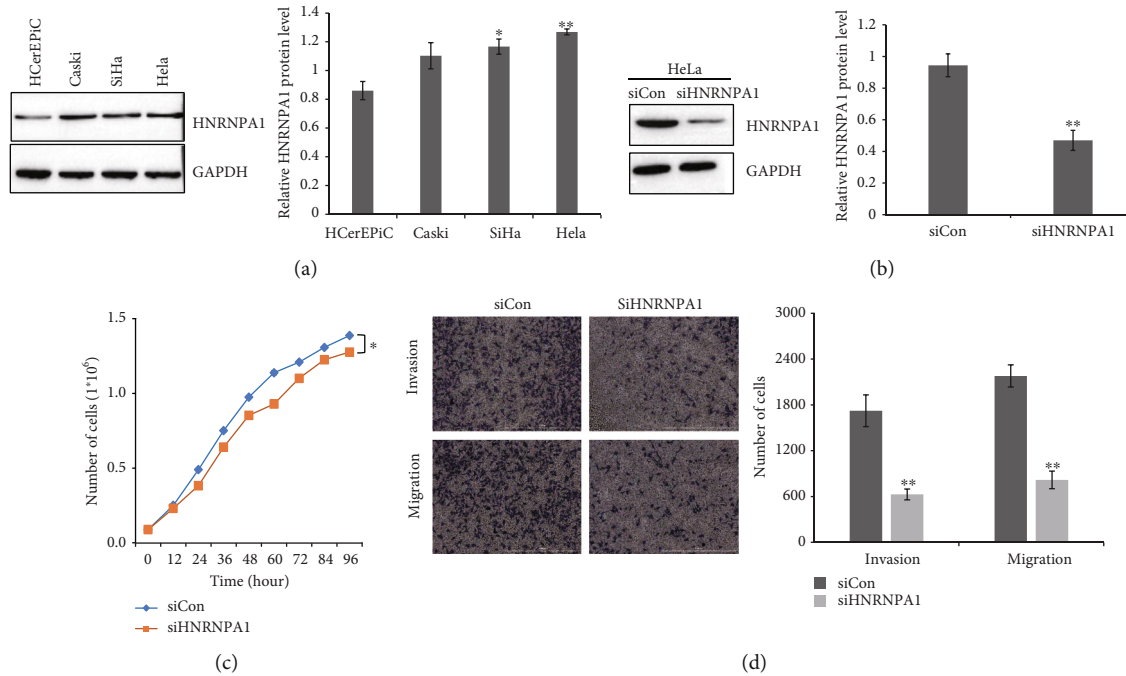 HCerEPiC
Caski
SiHa
Hela
HNRNPA1
GAPDH
Relative HNRNPA1 protein level
1.4
1.2
1
0.8
0.6
0.4
0.2
0
*
**
HCerEPiC Caski SiHa Hela
(a)
HeLa
siCon siHNRNPA1
HNRNPA1
GAPDH
Relative HNRNPA1 protein level
1.2
1
0.8
0.6
0.4
0.2
0
**
siCon siHNRNPA1
(b)
Number of cells (1*10⁶)
1.5
1.0
0.5
0.0
*
0 12 24 36 48 60 72 84 96
Time (hour)
siCon
siHNRNPA1
(c)
siCon SiHNRNPA1
Invasion
Migration
Number of cells
3000
2400
1800
1200
600
0
**
**
Invasion Migration
siCon
siHNRNPA1
(d)